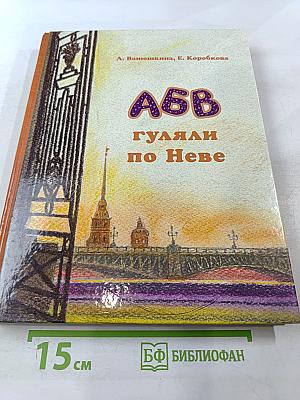 Л. Ванюшкина, Е. Коробкова
АБВ
гуляли
по Неве
15 см
БФ БИБЛИОФАН